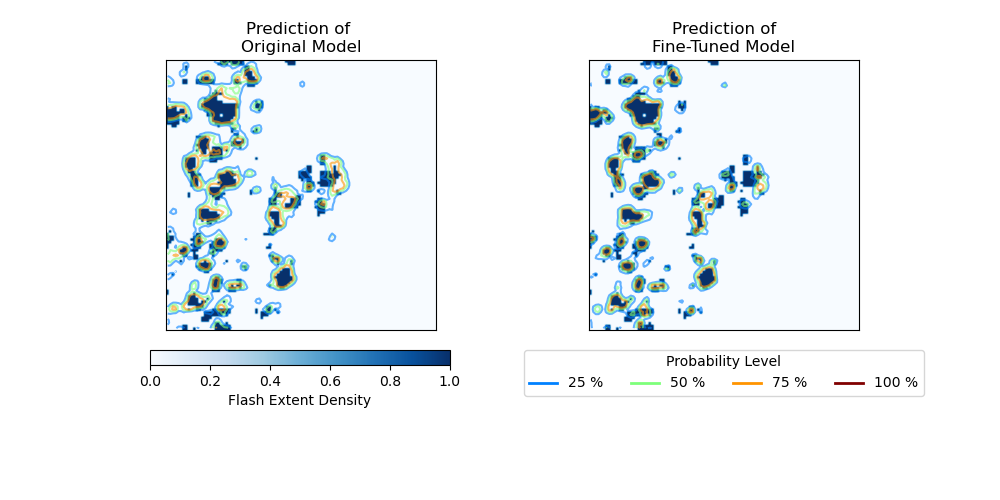 Prediction of
Original Model
Prediction of
Fine-Tuned Model
0.0 0.2 0.4 0.6 0.8 1.0
Flash Extent Density
Probability Level
25 % 50 % 75 % 100 %